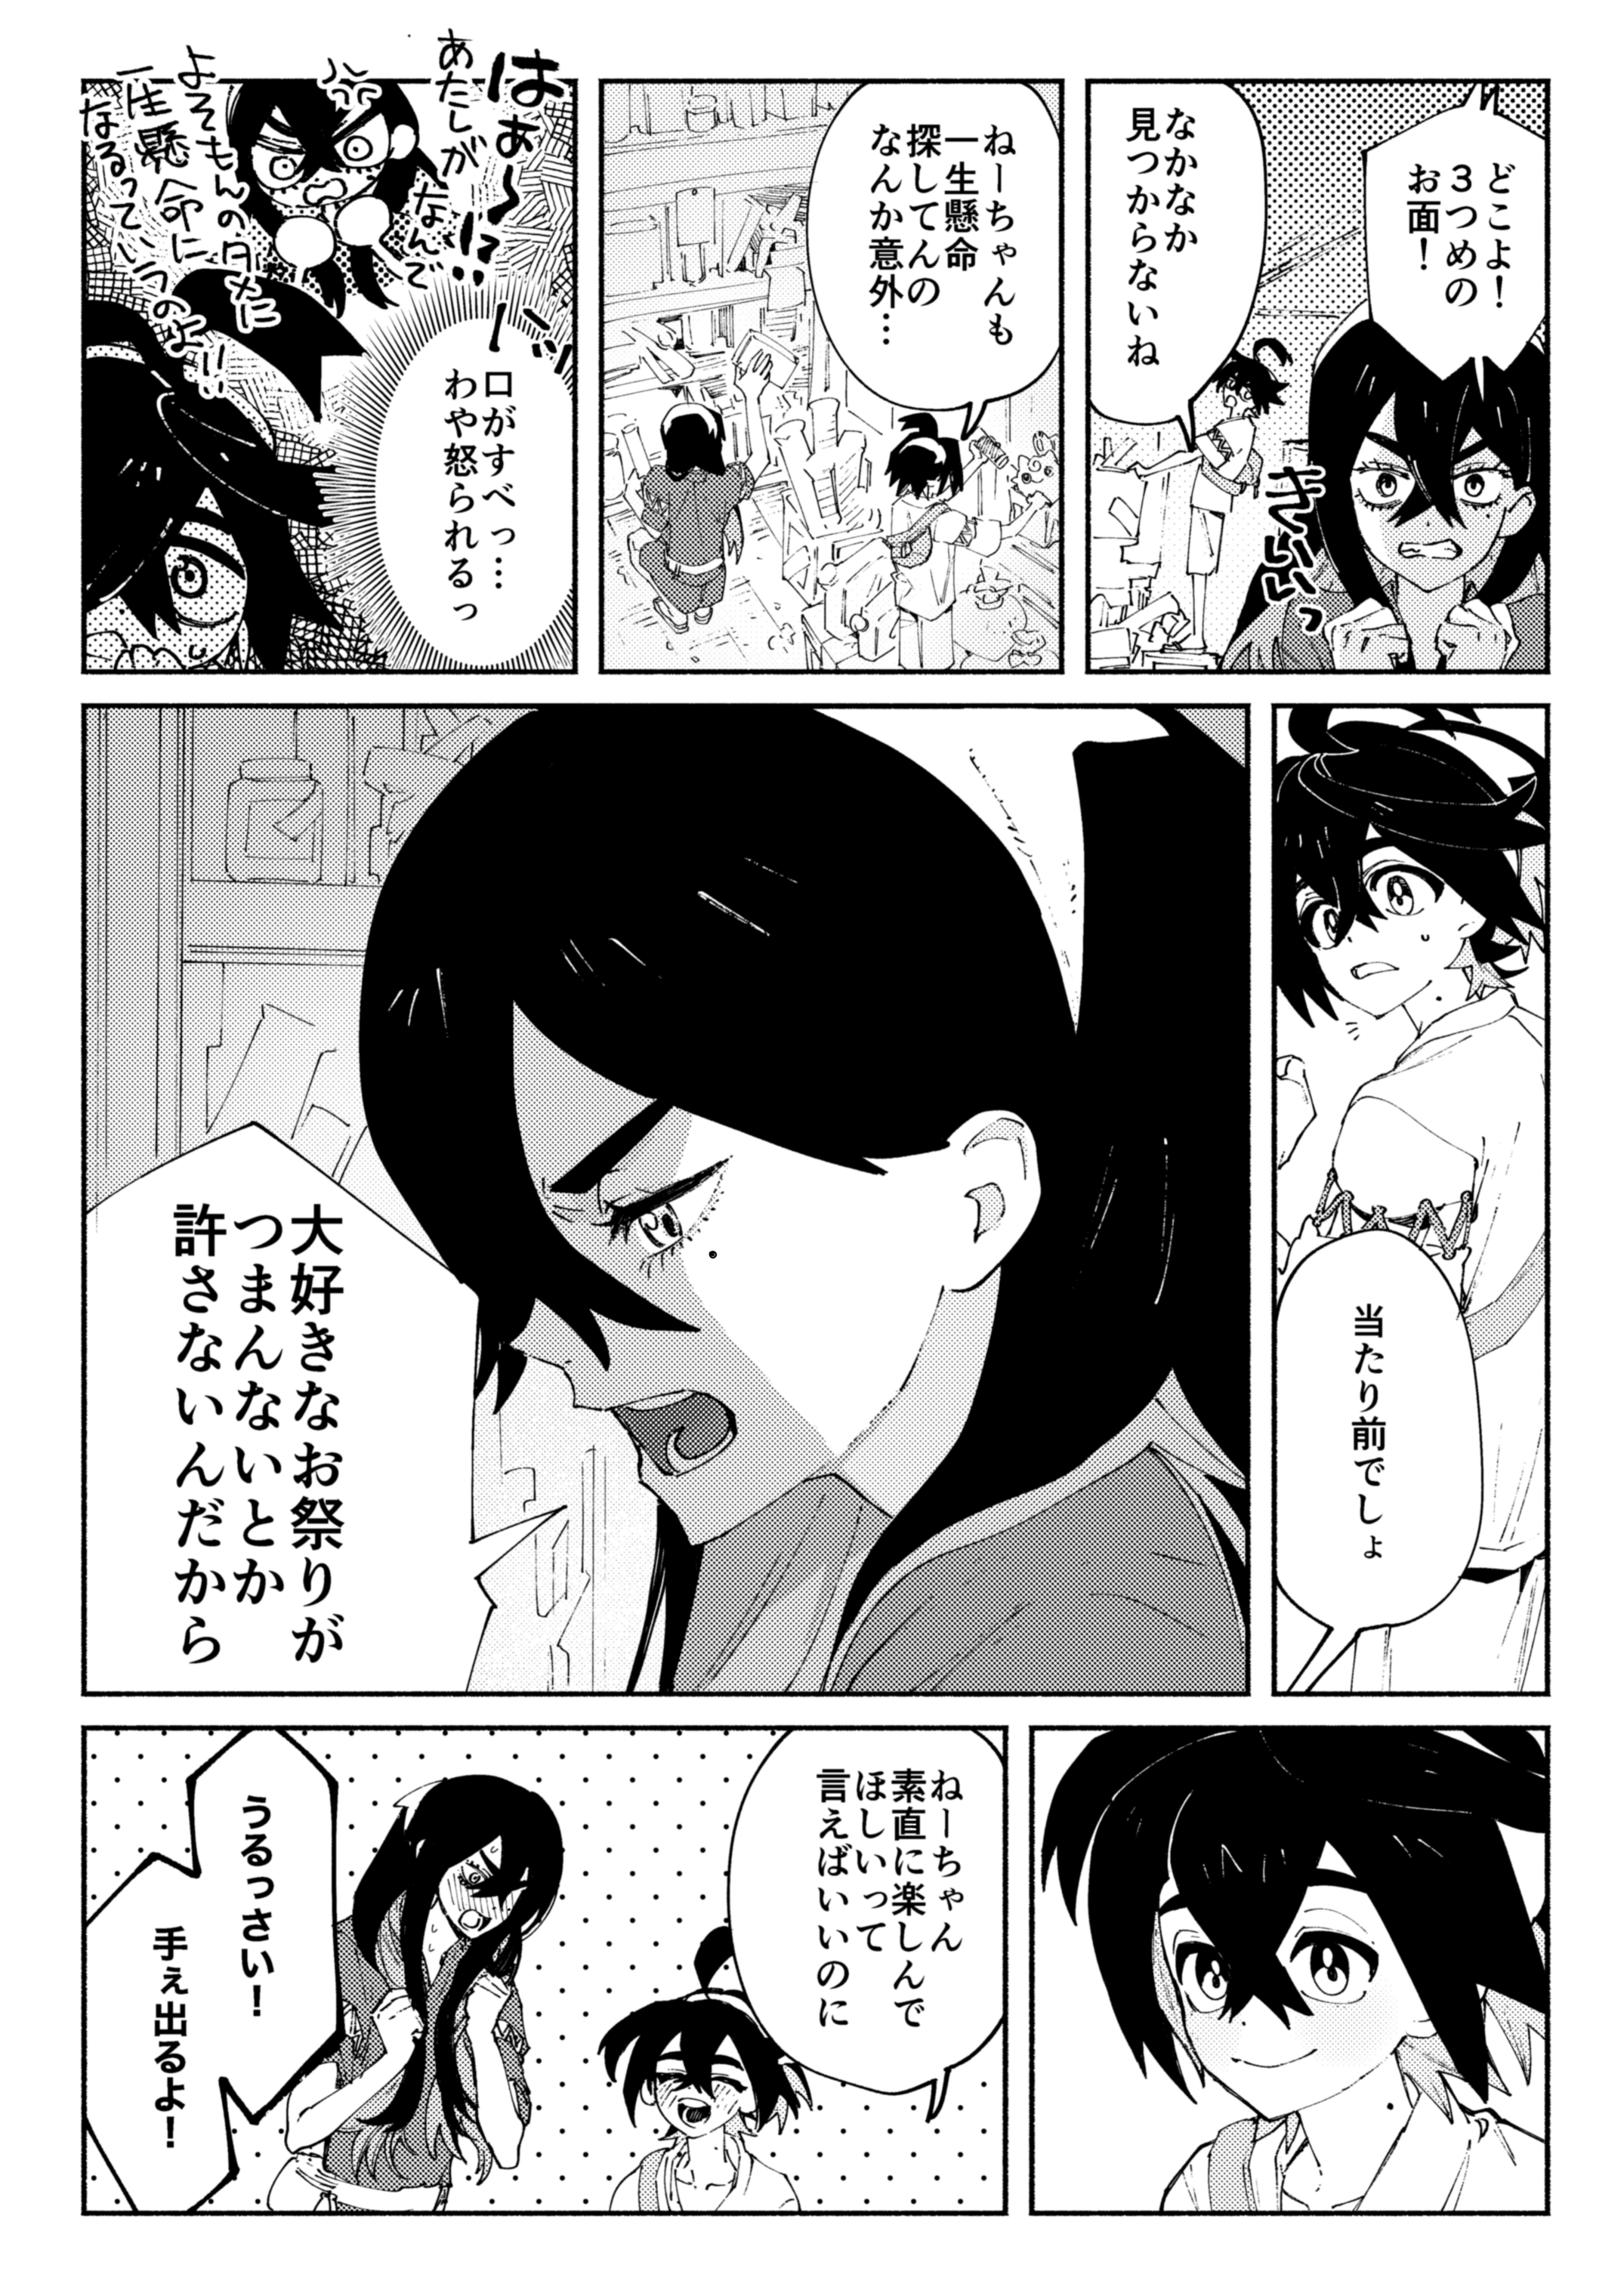 どこよ！
３つめの
お面！
きいいっ
なかなか
見つからないね
ねーちゃんも
一生懸命
探してんの
なんか意外…
はぁ〜!?
なんで
あたしが
よそもんのタメに
一生懸命に
なるっていうのよ!!
口がすべっ…
わや怒られるっ
当たり前でしょ
大好きなお祭りが
つまんないとか
許さないんだから
ねーちゃん
素直に楽しんで
ほしいって
言えばいいのに
うるっさい！
手ぇ出るよ！